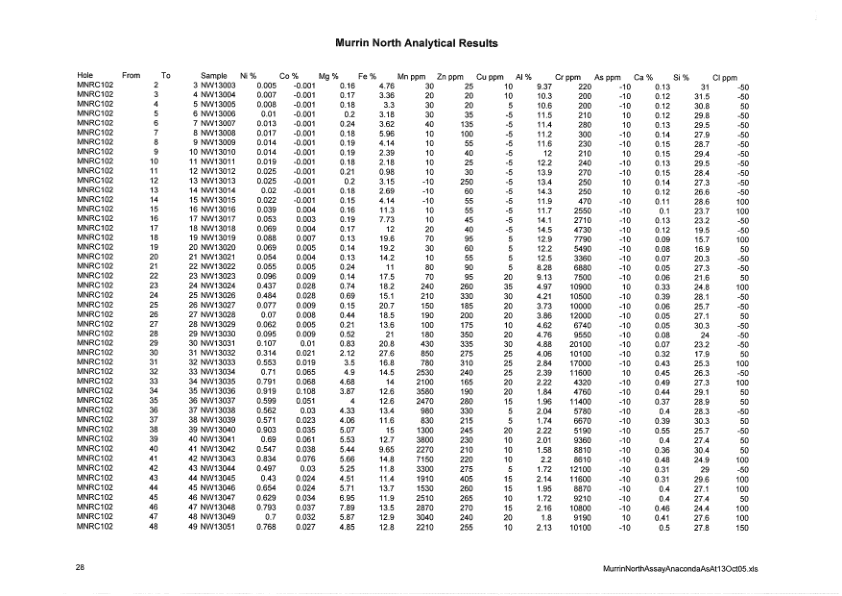 Murrin North Analytical Results
Hole From To Sample Ni % Co % Mg % Fe % Mn ppm Zn ppm Cu ppm Al % Cr ppm As ppm Ca % Si % Cl ppm
MNRC102 2 3 NW13003 0.005 -0.001 0.16 4.76 30 25 10 9.37 220 -10 0.13 31 -50
MNRC102 3 4 NW13004 0.007 -0.001 0.17 3.36 20 20 10 10.3 200 -10 0.12 31.5 -50
MNRC102 4 5 NW13005 0.008 -0.001 0.18 3.3 20 20 5 10.6 200 -10 0.12 30.8 50
MNRC102 5 6 NW13006 0.01 -0.001 0.2 3.18 30 35 -5 11.5 210 10 0.12 29.8 -50
MNRC102 6 7 NW13007 0.013 -0.001 0.24 3.62 40 135 -5 11.4 280 10 0.13 29.5 -50
MNRC102 7 8 NW13008 0.017 -0.001 0.18 5.96 10 100 -5 11.2 300 -10 0.14 27.9 -50
MNRC102 8 9 NW13009 0.014 -0.001 0.19 4.14 10 55 -5 11.6 230 -10 0.15 28.7 -50
MNRC102 9 10 NW13010 0.014 -0.001 0.19 2.39 10 40 -5 12 210 10 0.15 29.4 -50
MNRC102 10 11 NW13011 0.019 -0.001 0.18 2.18 10 25 -5 12.2 240 -10 0.13 29.5 -50
MNRC102 11 12 NW13012 0.025 -0.001 0.21 0.98 10 30 -5 13.9 270 -10 0.15 28.4 -50
MNRC102 12 13 NW13013 0.025 -0.001 0.2 3.15 -10 250 -5 13.4 250 10 0.14 27.3 -50
MNRC102 13 14 NW13014 0.02 -0.001 0.18 2.69 -10 60 -5 14.3 250 10 0.12 26.6 -50
MNRC102 14 15 NW13015 0.022 -0.001 0.15 4.14 -10 55 -5 11.9 470 -10 0.11 28.6 100
MNRC102 15 16 NW13016 0.039 0.004 0.16 11.3 10 55 -5 11.7 2550 -10 0.1 23.7 100
MNRC102 16 17 NW13017 0.053 0.003 0.19 7.73 10 45 -5 14.1 2710 -10 0.13 23.2 -50
MNRC102 17 18 NW13018 0.069 0.004 0.17 12 20 40 -5 14.5 4730 -10 0.12 19.5 -50
MNRC102 18 19 NW13019 0.088 0.007 0.13 19.6 70 95 5 12.9 7790 -10 0.09 15.7 100
MNRC102 19 20 NW13020 0.069 0.005 0.14 19.2 30 60 5 12.2 5490 -10 0.08 16.9 50
MNRC102 20 21 NW13021 0.054 0.004 0.13 14.2 10 55 5 12.5 3360 -10 0.07 20.3 -50
MNRC102 21 22 NW13022 0.055 0.005 0.24 11 80 90 5 8.28 6880 -10 0.05 27.3 -50
MNRC102 22 23 NW13023 0.096 0.009 0.14 17.5 70 95 20 9.13 7500 -10 0.06 21.6 50
MNRC102 23 24 NW13024 0.437 0.028 0.74 18.2 240 260 35 4.97 10900 10 0.33 24.8 100
MNRC102 24 25 NW13026 0.484 0.028 0.69 15.1 210 330 30 4.21 10500 -10 0.39 28.1 -50
MNRC102 25 26 NW13027 0.077 0.009 0.15 20.7 150 185 20 3.73 10000 -10 0.06 25.7 -50
MNRC102 26 27 NW13028 0.07 0.008 0.44 18.5 190 200 20 3.86 12000 -10 0.05 27.1 50
MNRC102 27 28 NW13029 0.062 0.005 0.21 13.6 100 175 10 4.62 6740 -10 0.05 30.3 -50
MNRC102 28 29 NW13030 0.095 0.009 0.52 21 180 350 20 4.76 9550 -10 0.08 24 -50
MNRC102 29 30 NW13031 0.107 0.01 0.83 20.8 430 335 30 4.88 20100 -10 0.07 23.2 -50
MNRC102 30 31 NW13032 0.314 0.021 2.12 27.6 850 275 25 4.06 10100 -10 0.32 17.9 50
MNRC102 31 32 NW13033 0.553 0.019 3.5 16.8 780 310 25 2.84 17000 -10 0.43 25.3 100
MNRC102 32 33 NW13034 0.71 0.065 4.9 14.5 2530 240 25 2.39 11600 10 0.45 26.3 -50
MNRC102 33 34 NW13035 0.791 0.068 4.68 14 2100 165 20 2.22 4320 -10 0.49 27.3 100
MNRC102 34 35 NW13036 0.919 0.108 3.87 12.6 3580 190 20 1.84 4760 -10 0.44 29.1 50
MNRC102 35 36 NW13037 0.599 0.051 4 12.6 2470 280 15 1.96 11400 -10 0.37 28.9 50
MNRC102 36 37 NW13038 0.562 0.03 4.33 13.4 980 330 5 2.04 5780 -10 0.4 28.3 -50
MNRC102 37 38 NW13039 0.571 0.023 4.06 11.6 830 215 5 1.74 6670 -10 0.39 30.3 50
MNRC102 38 39 NW13040 0.903 0.035 5.07 15 1300 245 20 2.22 5190 -10 0.55 25.7 -50
MNRC102 39 40 NW13041 0.69 0.061 5.53 12.7 3800 230 10 2.01 9360 -10 0.4 27.4 50
MNRC102 40 41 NW13042 0.547 0.038 5.44 9.65 2270 210 10 1.58 8810 -10 0.36 30.4 50
MNRC102 41 42 NW13043 0.834 0.076 5.66 14.8 7150 220 10 2.2 8610 -10 0.48 24.9 100
MNRC102 42 43 NW13044 0.497 0.03 5.25 11.8 3300 275 5 1.72 12100 -10 0.31 29 -50
MNRC102 43 44 NW13045 0.43 0.024 4.51 11.4 1910 405 15 2.14 11600 -10 0.31 29.6 100
MNRC102 44 45 NW13046 0.654 0.024 5.71 13.7 1530 260 15 1.95 8870 -10 0.4 27.1 100
MNRC102 45 46 NW13047 0.629 0.034 6.95 11.9 2510 265 10 1.72 9210 -10 0.4 27.4 50
MNRC102 46 47 NW13048 0.793 0.037 7.89 13.5 2870 270 15 2.16 10800 -10 0.46 24.4 100
MNRC102 47 48 NW13049 0.7 0.032 5.87 12.9 3040 240 20 1.8 9190 10 0.41 27.6 100
MNRC102 48 49 NW13051 0.768 0.027 4.85 12.8 2210 255 10 2.13 10100 -10 0.5 27.8 150
28 MurrinNorthAssayAnacondaAsAt13Oct05.xls